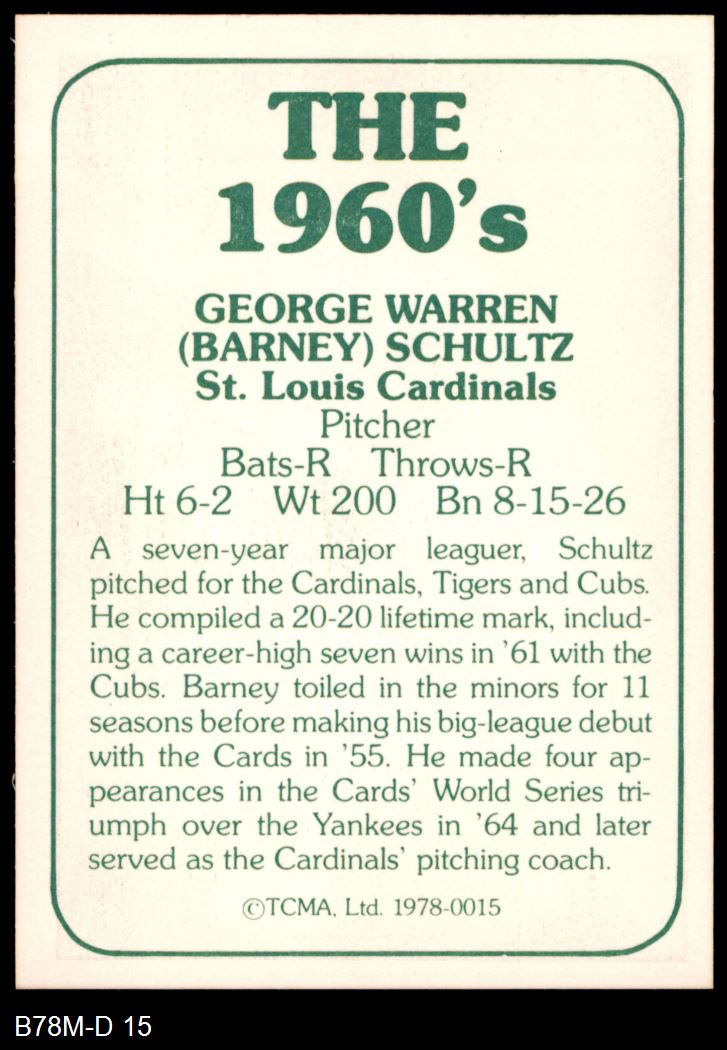 THE
1960's
GEORGE WARREN
(BARNEY) SCHULTZ
St. Louis Cardinals
Pitcher
Bats-R Throws-R
Ht 6-2 Wt 200 Bn 8-15-26
A seven-year major leaguer, Schultz
pitched for the Cardinals, Tigers and Cubs.
He compiled a 20-20 lifetime mark, includ-
ing a career-high seven wins in '61 with the
Cubs. Barney toiled in the minors for 11
seasons before making his big-league debut
with the Cards in '55. He made four ap-
pearances in the Cards' World Series tri-
umph over the Yankees in '64 and later
served as the Cardinals' pitching coach.
©TCMA, Ltd. 1978-0015
B78M-D 15